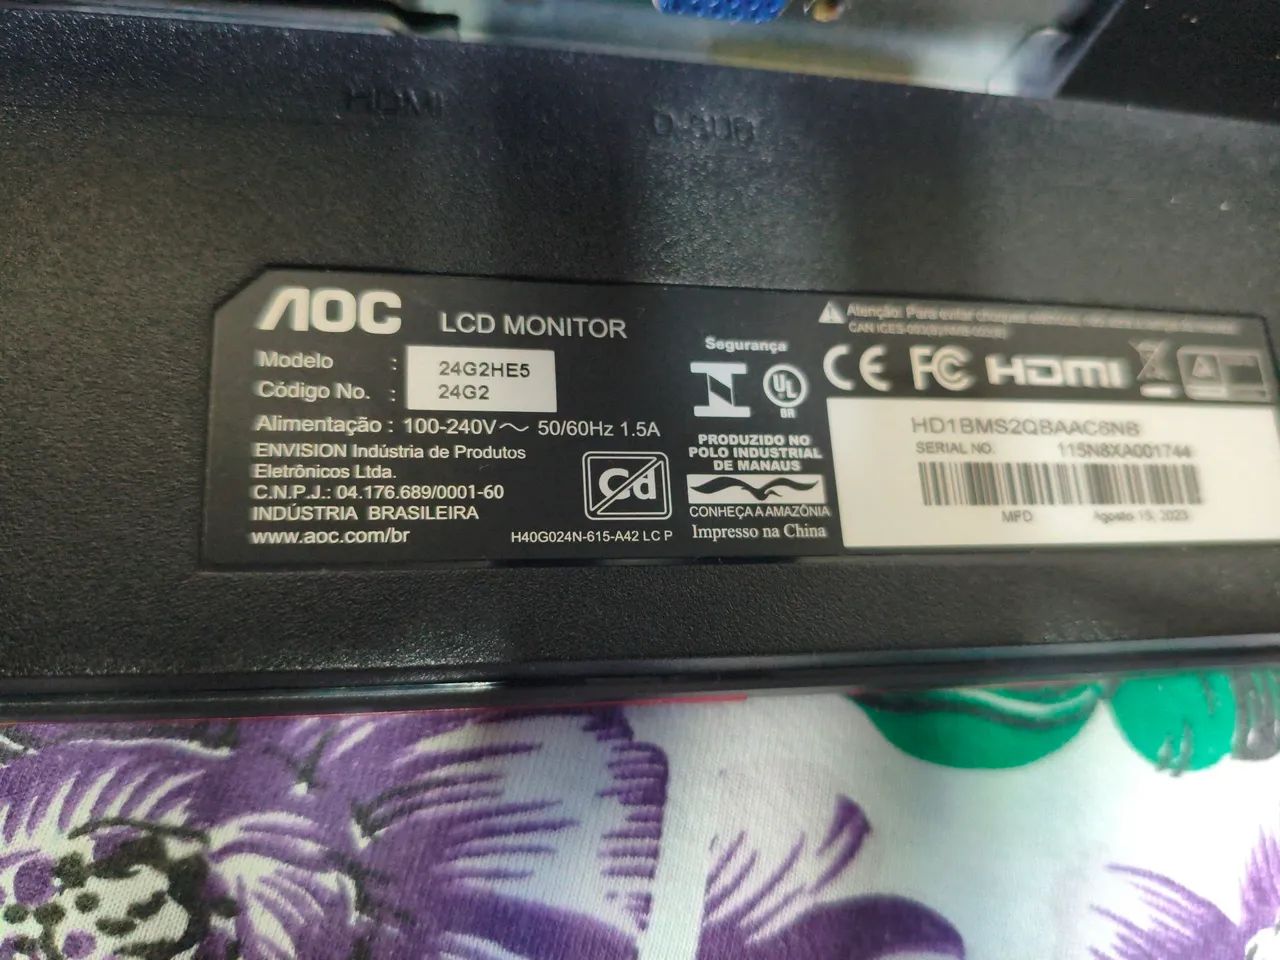 HDMI
D-SUB
AOC LCD MONITOR
Modelo : 24G2HE5
Código No. : 24G2
Alimentação : 100-240V～ 50/60Hz 1.5A
ENVISION Indústria de Produtos
Eletrônicos Ltda.
C.N.P.J.: 04.176.689/0001-60
INDÚSTRIA BRASILEIRA
www.aoc.com/br
Cd
H40G024N-615-A42 LC P
Segurança
UL
BR
PRODUZIDO NO
POLO INDUSTRIAL
DE MANAUS
CONHEÇA A AMAZÔNIA
Impresso na China
Atenção: Para evitar choques elétricos,
CE FC HDMI
SERIAL NO. 115N8XA001744
MFD Agosto 15, 2023